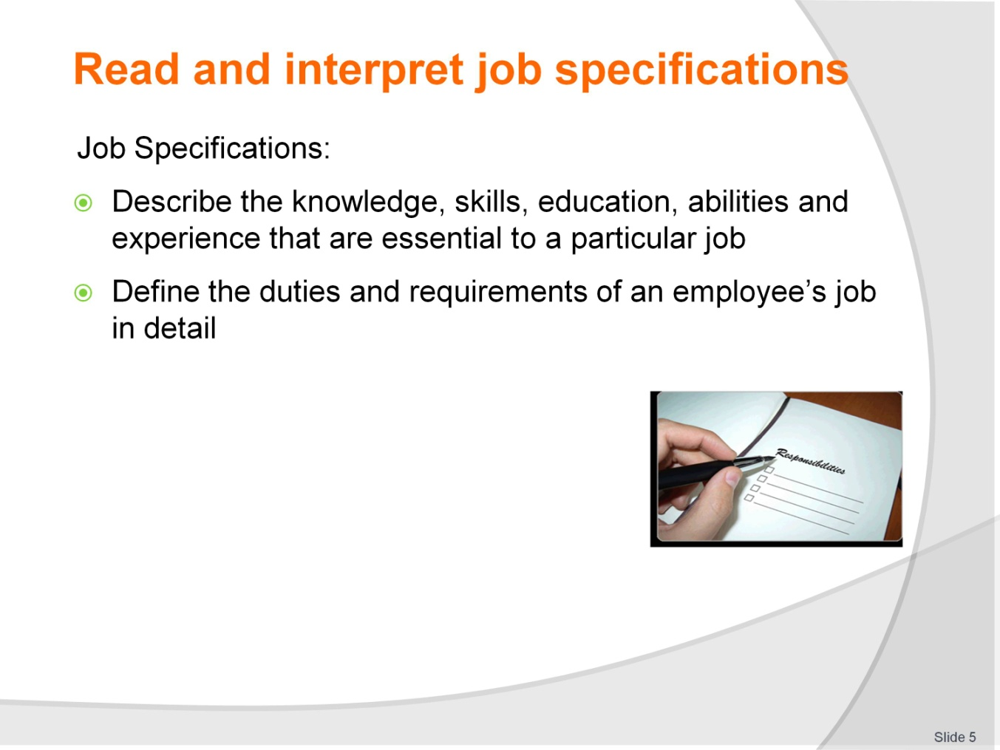 Read and interpret job specifications
Job Specifications:
Describe the knowledge, skills, education, abilities and
experience that are essential to a particular job
Define the duties and requirements of an employee’s job
in detail
Responsibilities
Slide 5